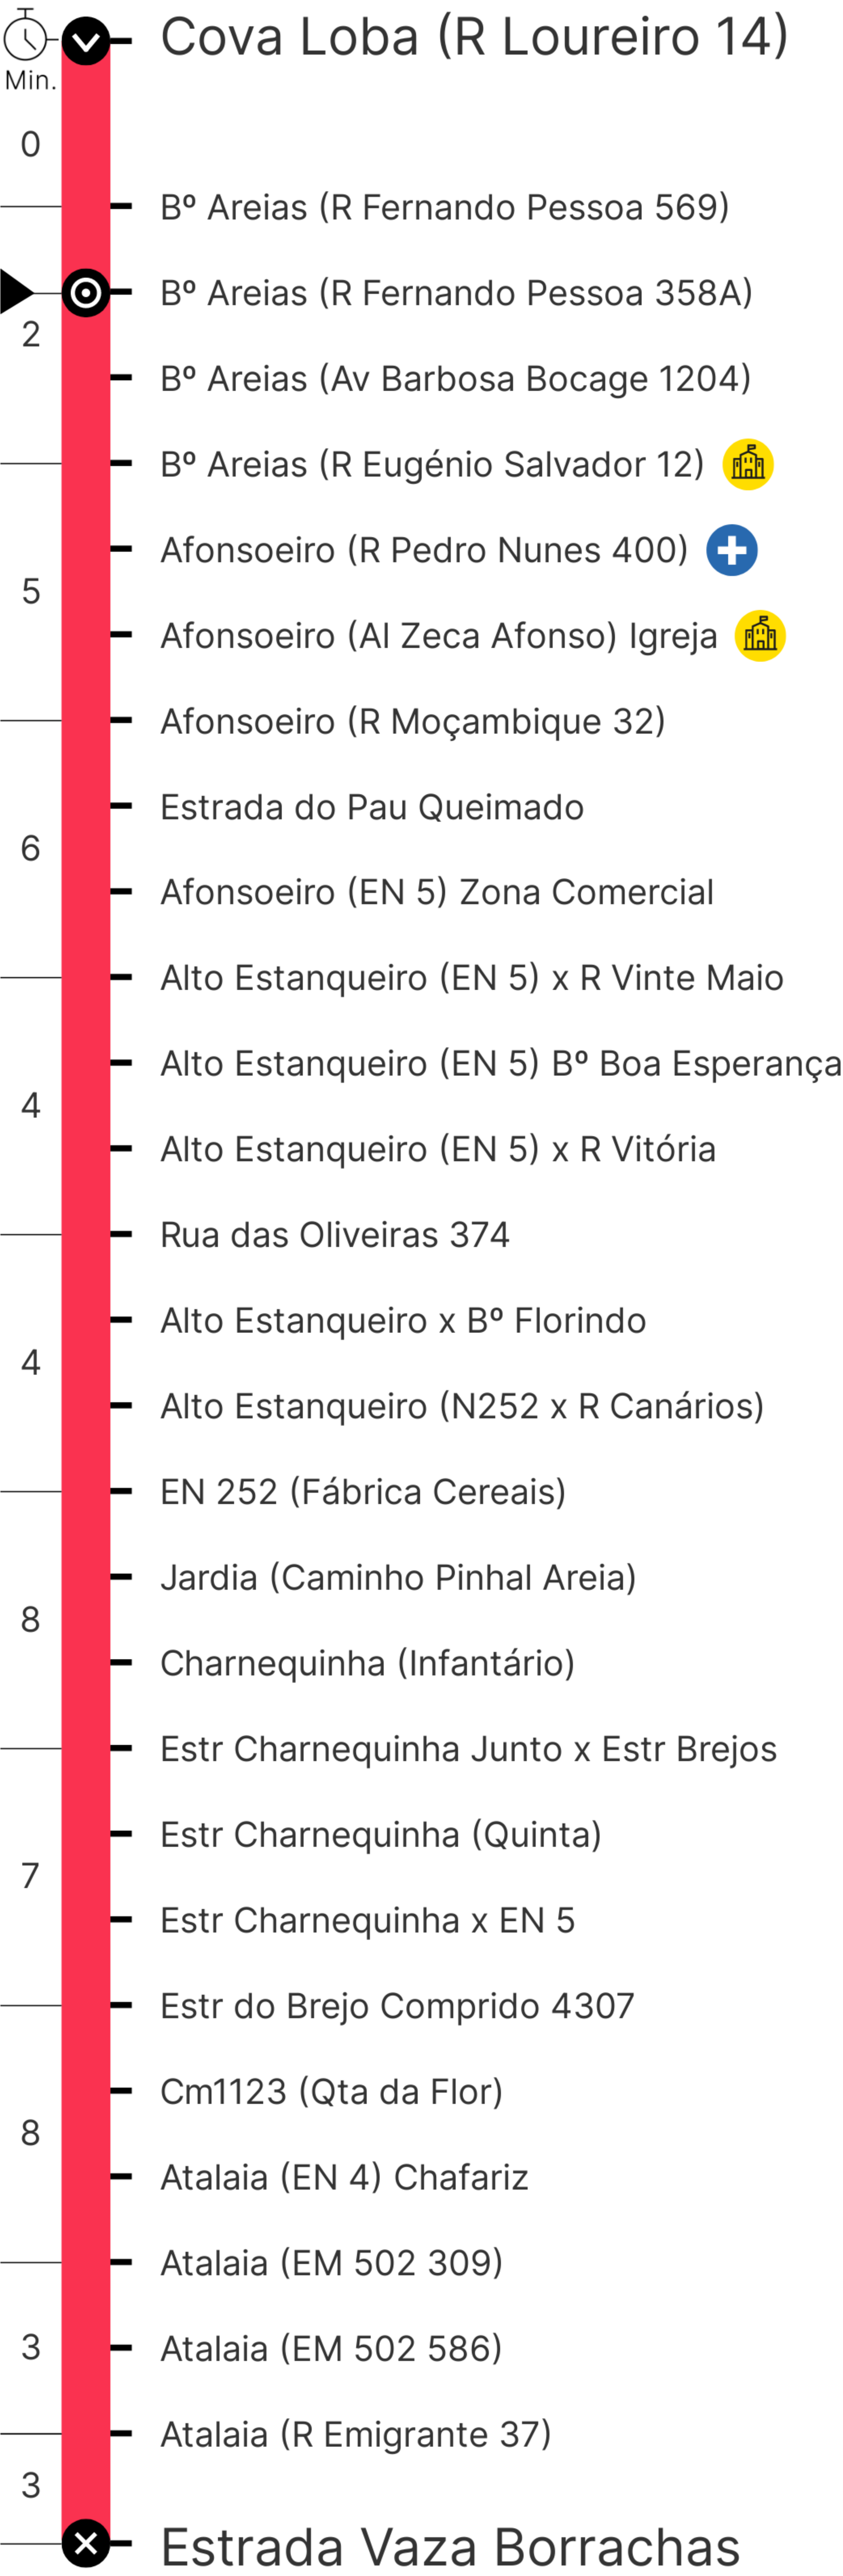 Cova Loba (R Loureiro 14)
Min.
0
Bº Areias (R Fernando Pessoa 569)
Bº Areias (R Fernando Pessoa 358A)
2
Bº Areias (Av Barbosa Bocage 1204)
Bº Areias (R Eugénio Salvador 12)
Afonsoeiro (R Pedro Nunes 400)
5
Afonsoeiro (Al Zeca Afonso) Igreja
Afonsoeiro (R Moçambique 32)
Estrada do Pau Queimado
6
Afonsoeiro (EN 5) Zona Comercial
Alto Estanqueiro (EN 5) x R Vinte Maio
Alto Estanqueiro (EN 5) Bº Boa Esperança
4
Alto Estanqueiro (EN 5) x R Vitória
Rua das Oliveiras 374
Alto Estanqueiro x Bº Florindo
4
Alto Estanqueiro (N252 x R Canários)
EN 252 (Fábrica Cereais)
Jardia (Caminho Pinhal Areia)
8
Charnequinha (Infantário)
Estr Charnequinha Junto x Estr Brejos
Estr Charnequinha (Quinta)
7
Estr Charnequinha x EN 5
Estr do Brejo Comprido 4307
Cm1123 (Qta da Flor)
8
Atalaia (EN 4) Chafariz
Atalaia (EM 502 309)
3
Atalaia (EM 502 586)
Atalaia (R Emigrante 37)
3
Estrada Vaza Borrachas